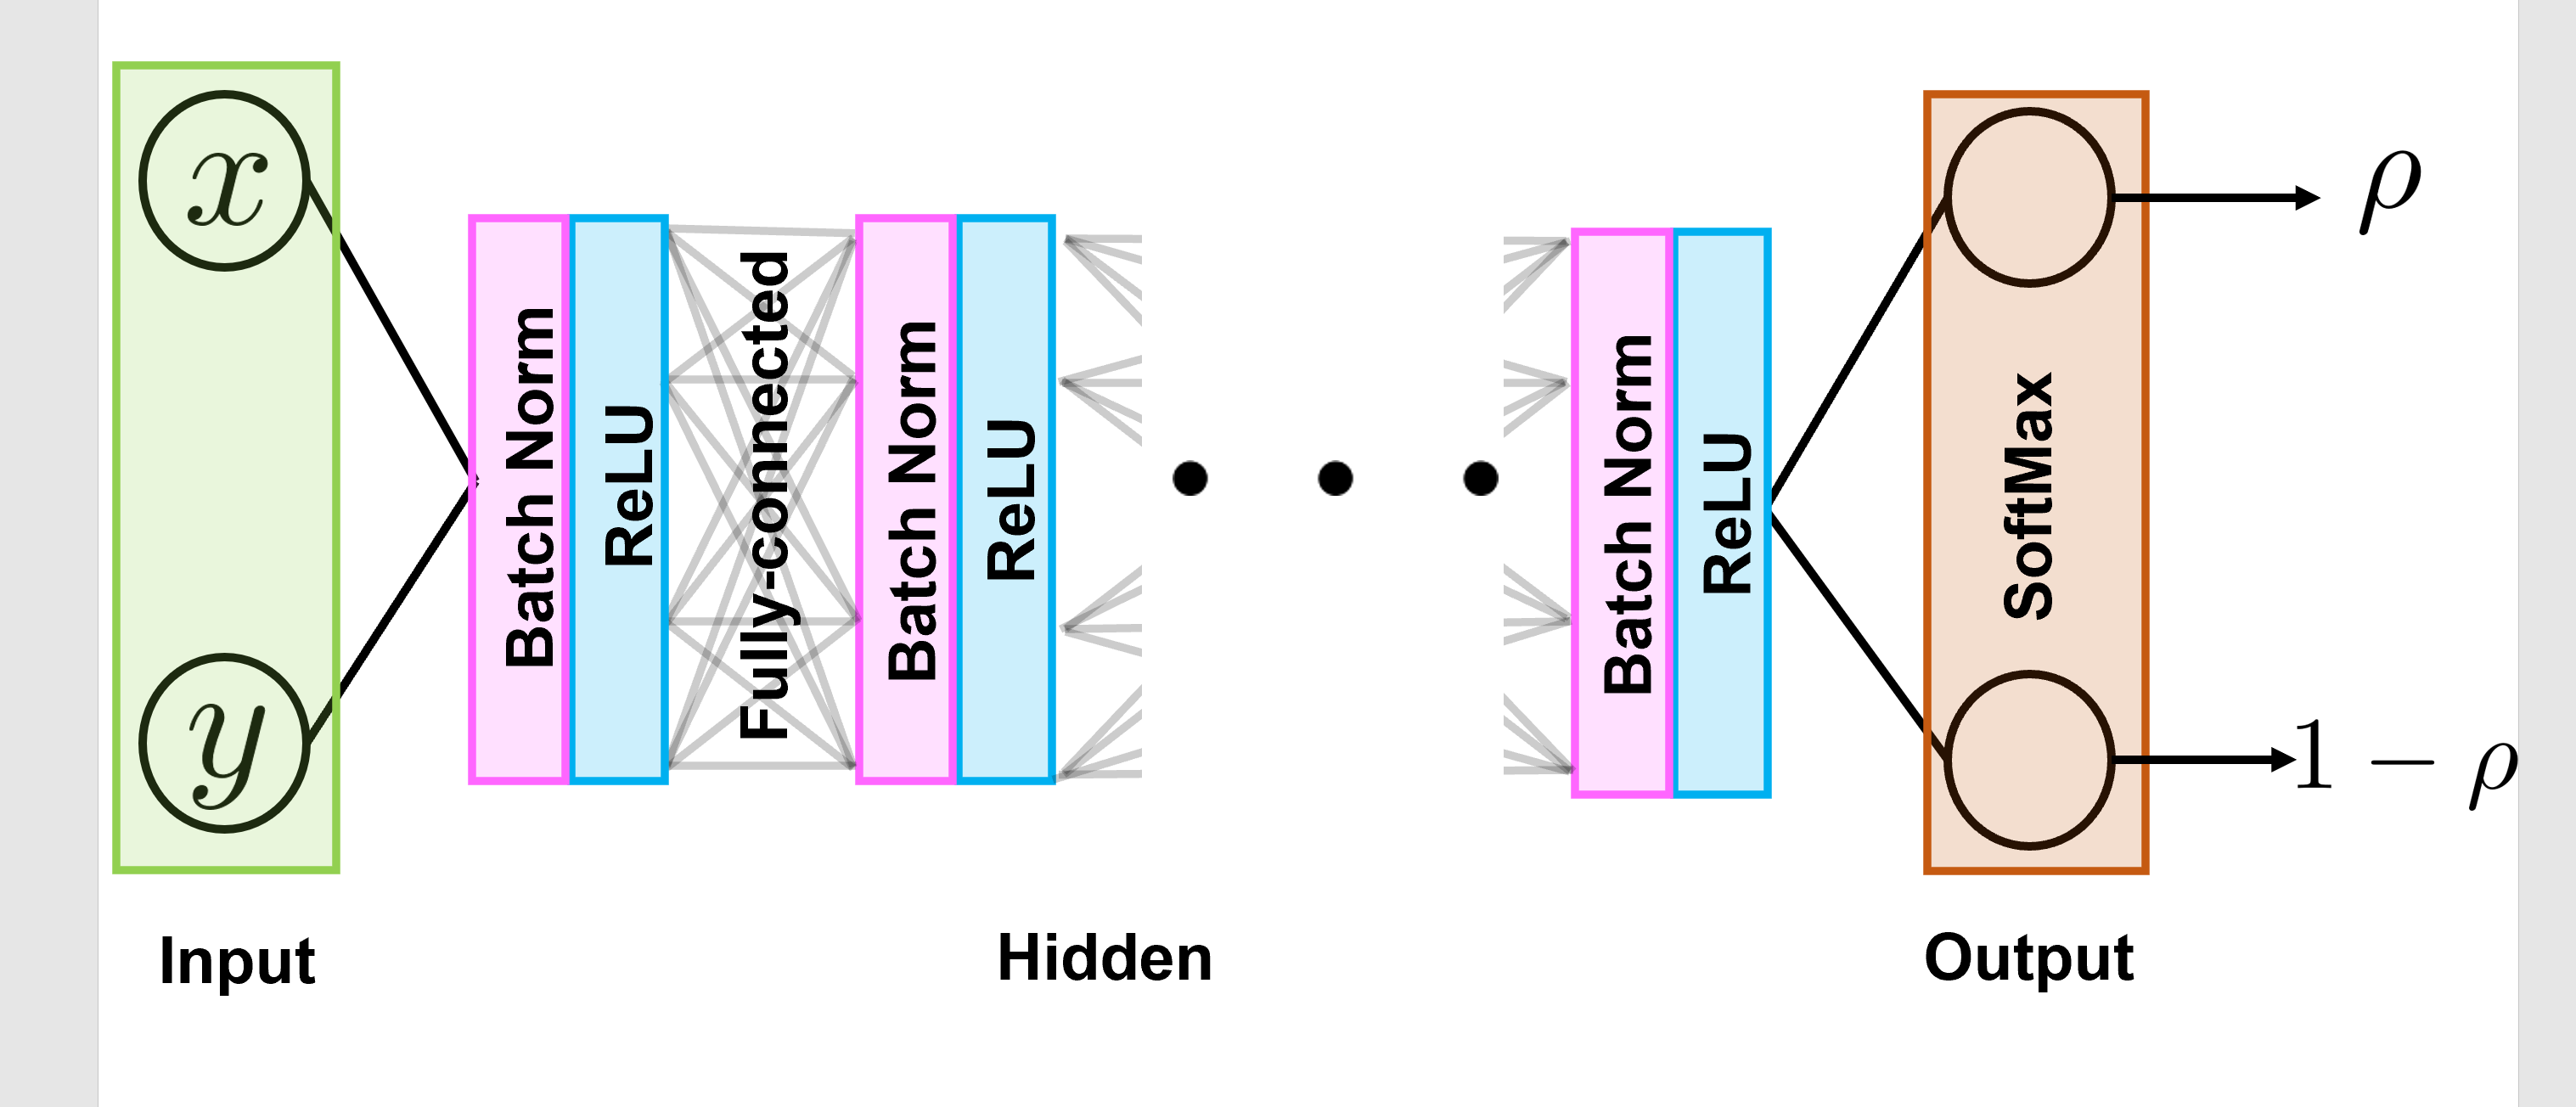 x
y
Batch Norm
ReLU
Fully-connected
Batch Norm
ReLU
Batch Norm
ReLU
SoftMax
ρ
1 − ρ
Input
Hidden
Output